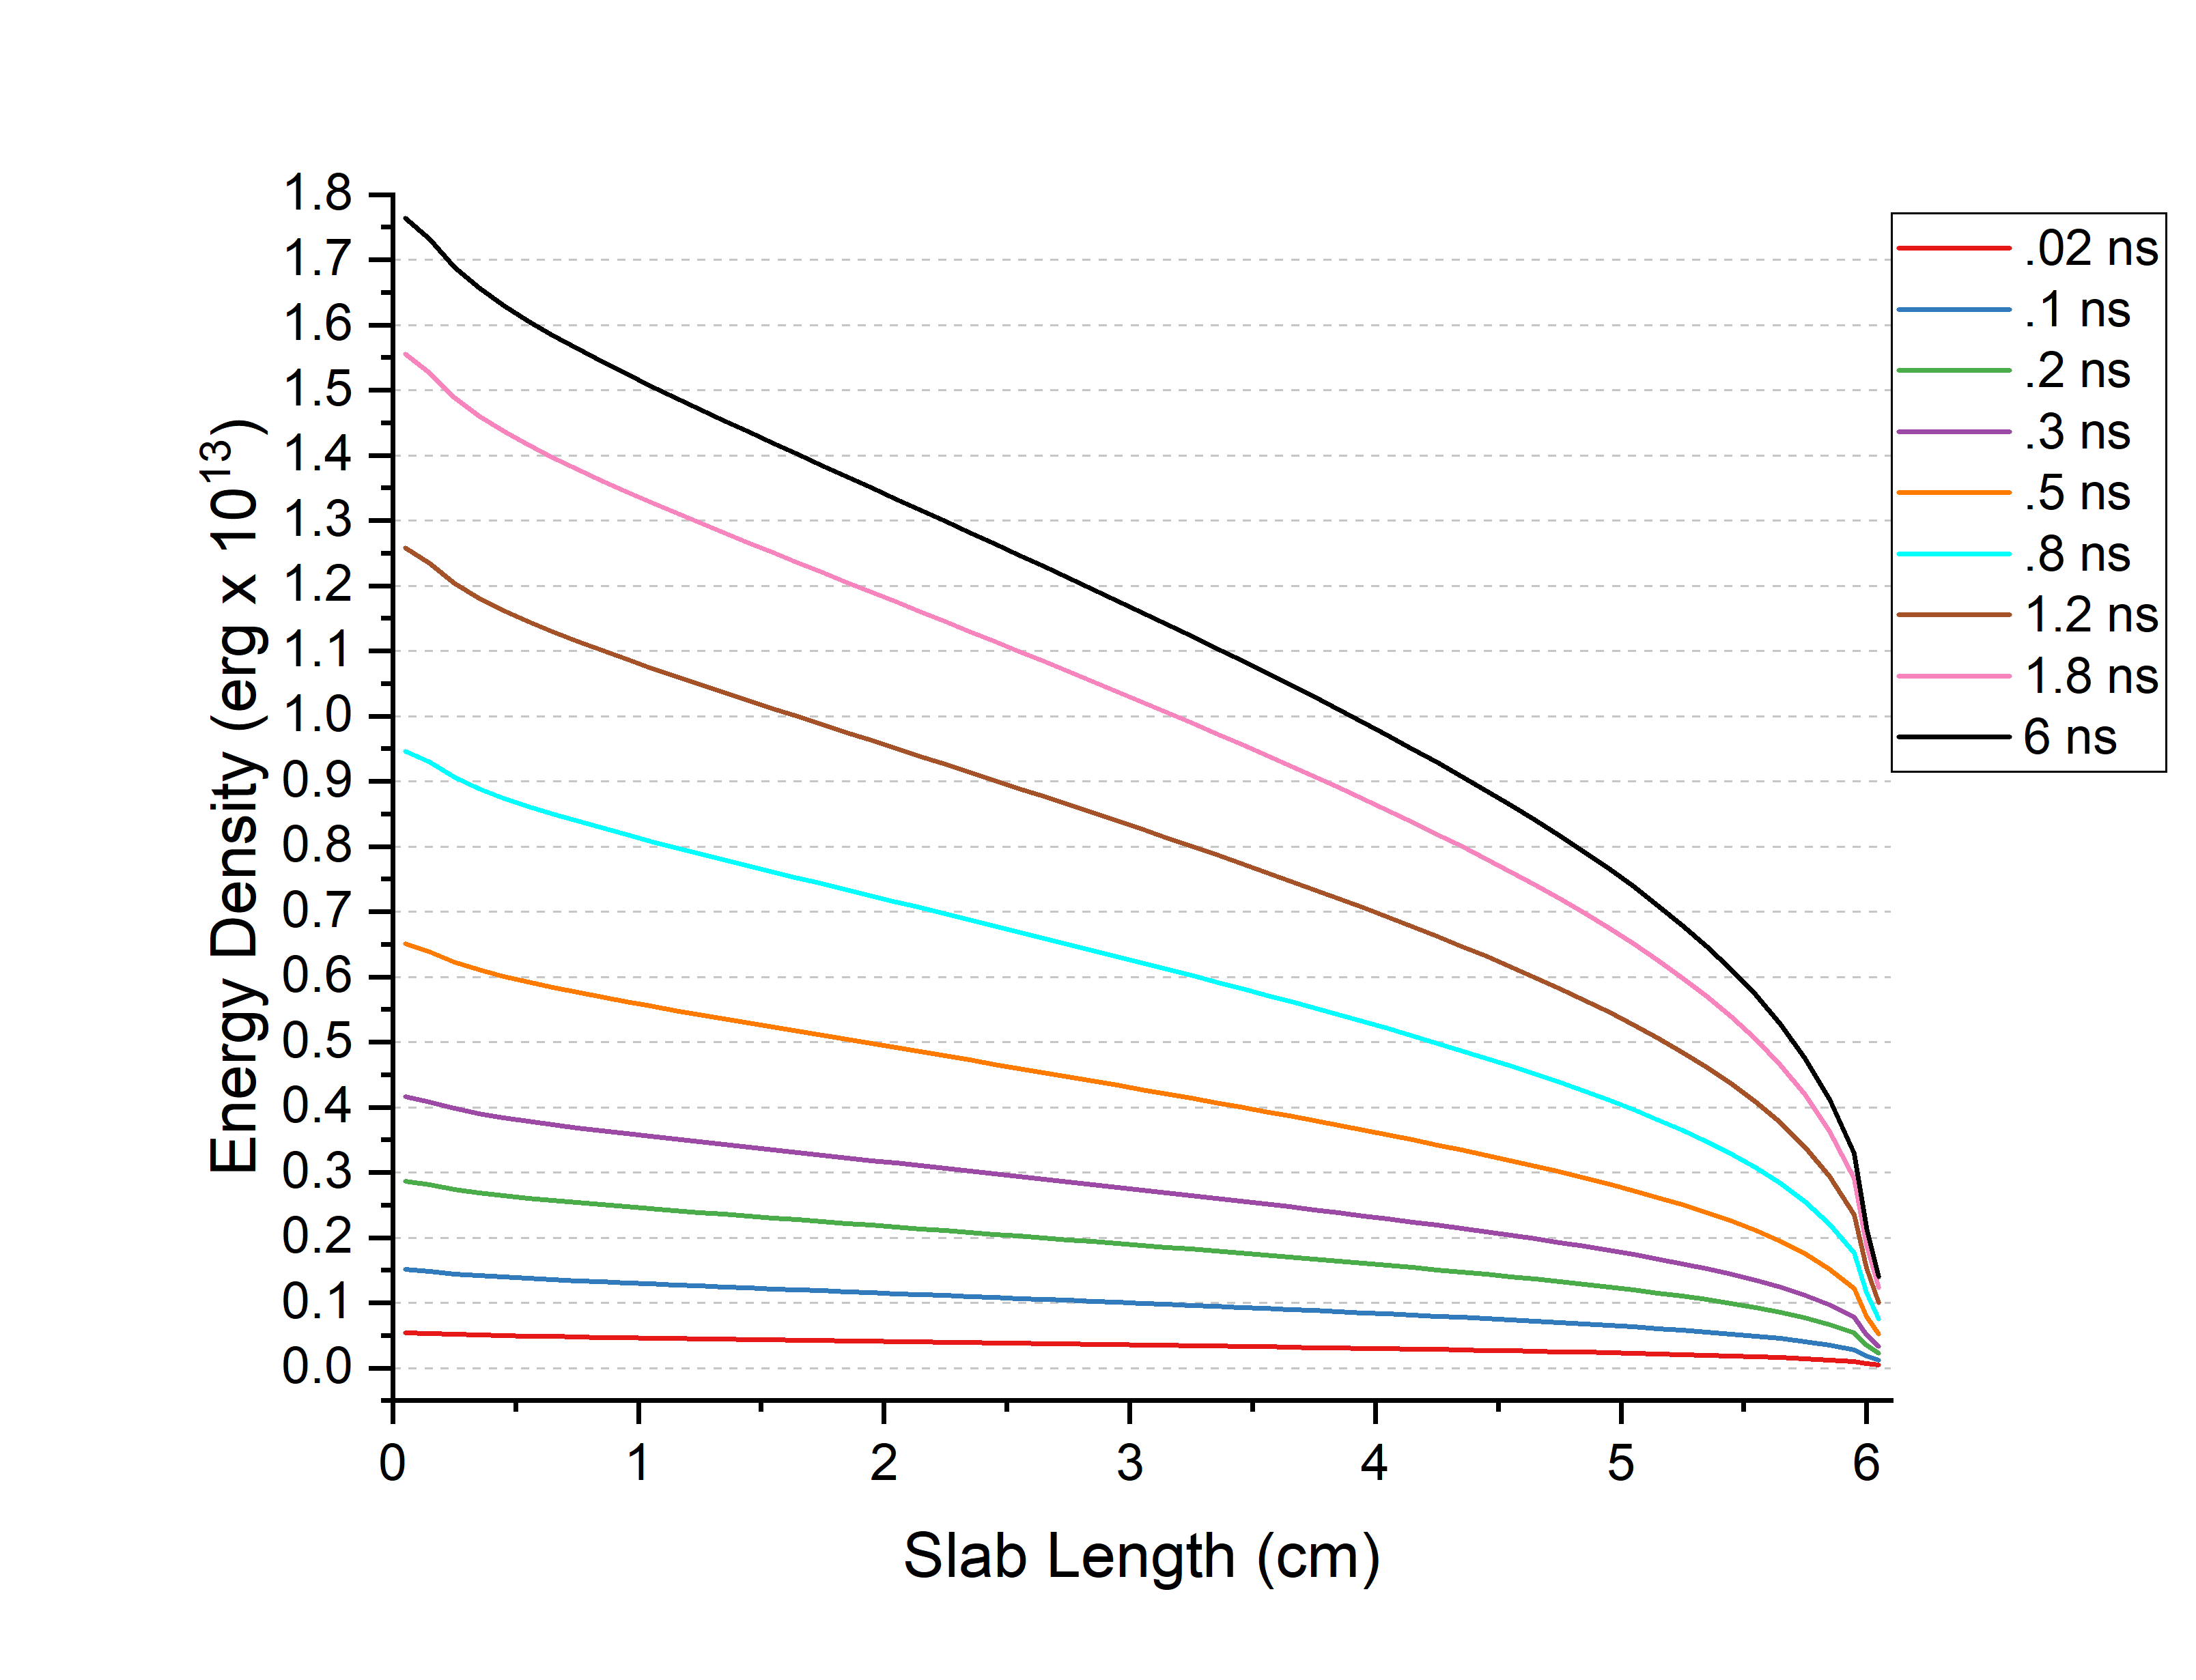 1.8
1.7
1.6
1.5
1.4
1.3
1.2
1.1
1.0
0.9
0.8
0.7
0.6
0.5
0.4
0.3
0.2
0.1
0.0
Energy Density (erg x 10¹³)
0 1 2 3 4 5 6
Slab Length (cm)
.02 ns
.1 ns
.2 ns
.3 ns
.5 ns
.8 ns
1.2 ns
1.8 ns
6 ns